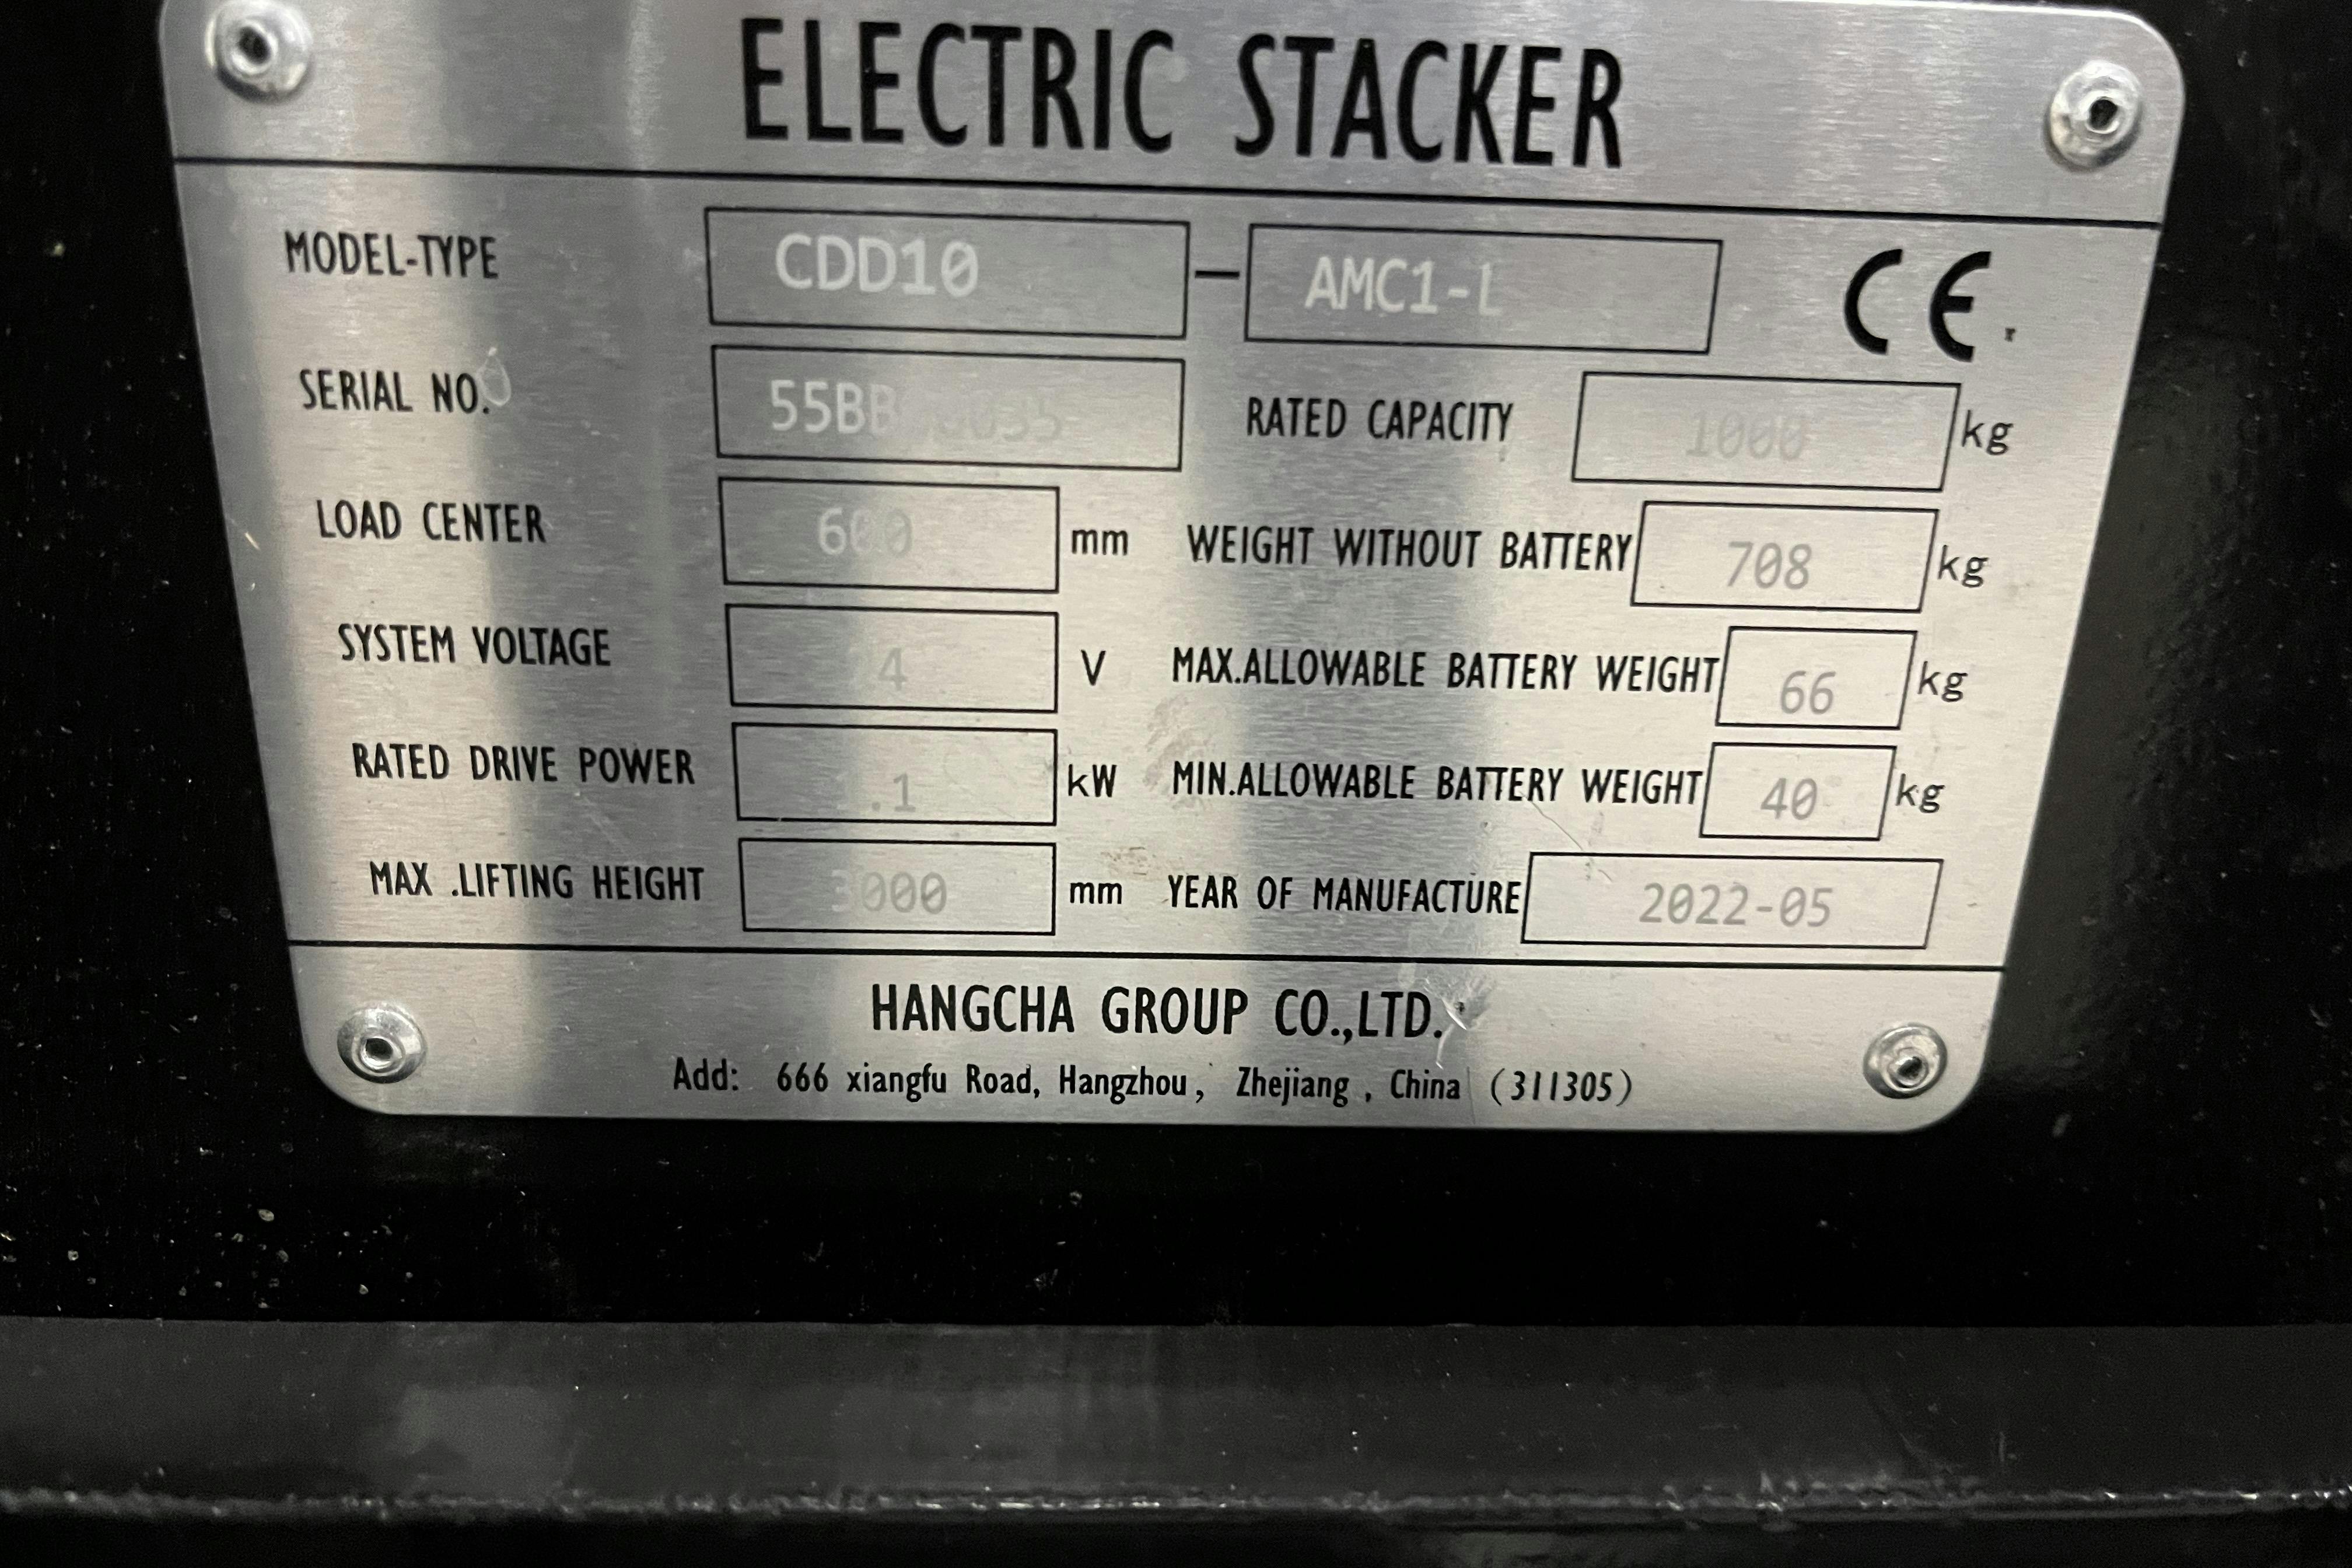 ELECTRIC STACKER
MODEL-TYPE CDD10 — AMC1-L CE
SERIAL NO. RATED CAPACITY 1000 kg
LOAD CENTER 600 mm WEIGHT WITHOUT BATTERY 708 kg
SYSTEM VOLTAGE V MAX.ALLOWABLE BATTERY WEIGHT 66 kg
RATED DRIVE POWER kW MIN.ALLOWABLE BATTERY WEIGHT 40 kg
MAX .LIFTING HEIGHT 3000 mm YEAR OF MANUFACTURE 2022-05
HANGCHA GROUP CO.,LTD.
Add: 666 xiangfu Road, Hangzhou, Zhejiang, China (311305)